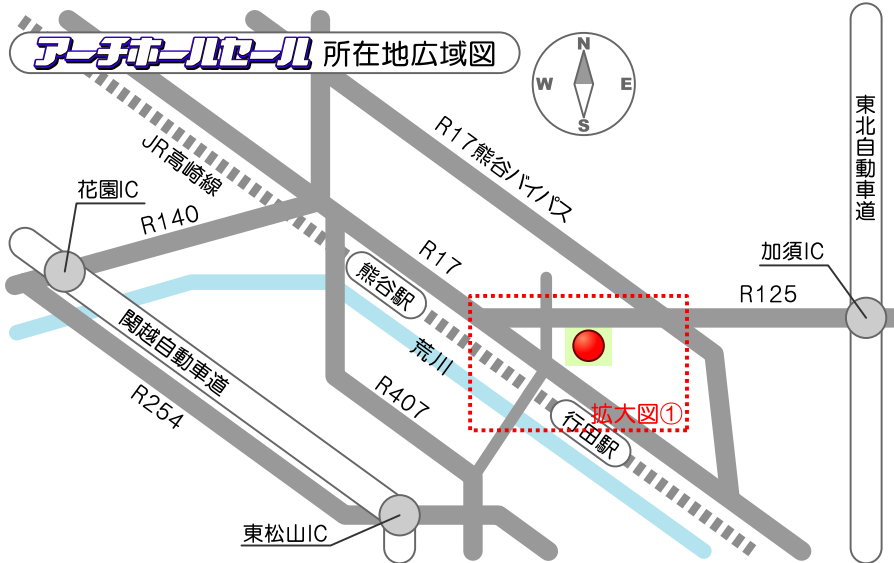 アーチホールセール 所在地広域図
N
W E
S
JR高崎線
R17熊谷バイパス
東北自動車道
花園IC
R140
R17
加須IC
熊谷駅
R125
関越自動車道
荒川
R254
R407
拡大図①
行田駅
東松山IC